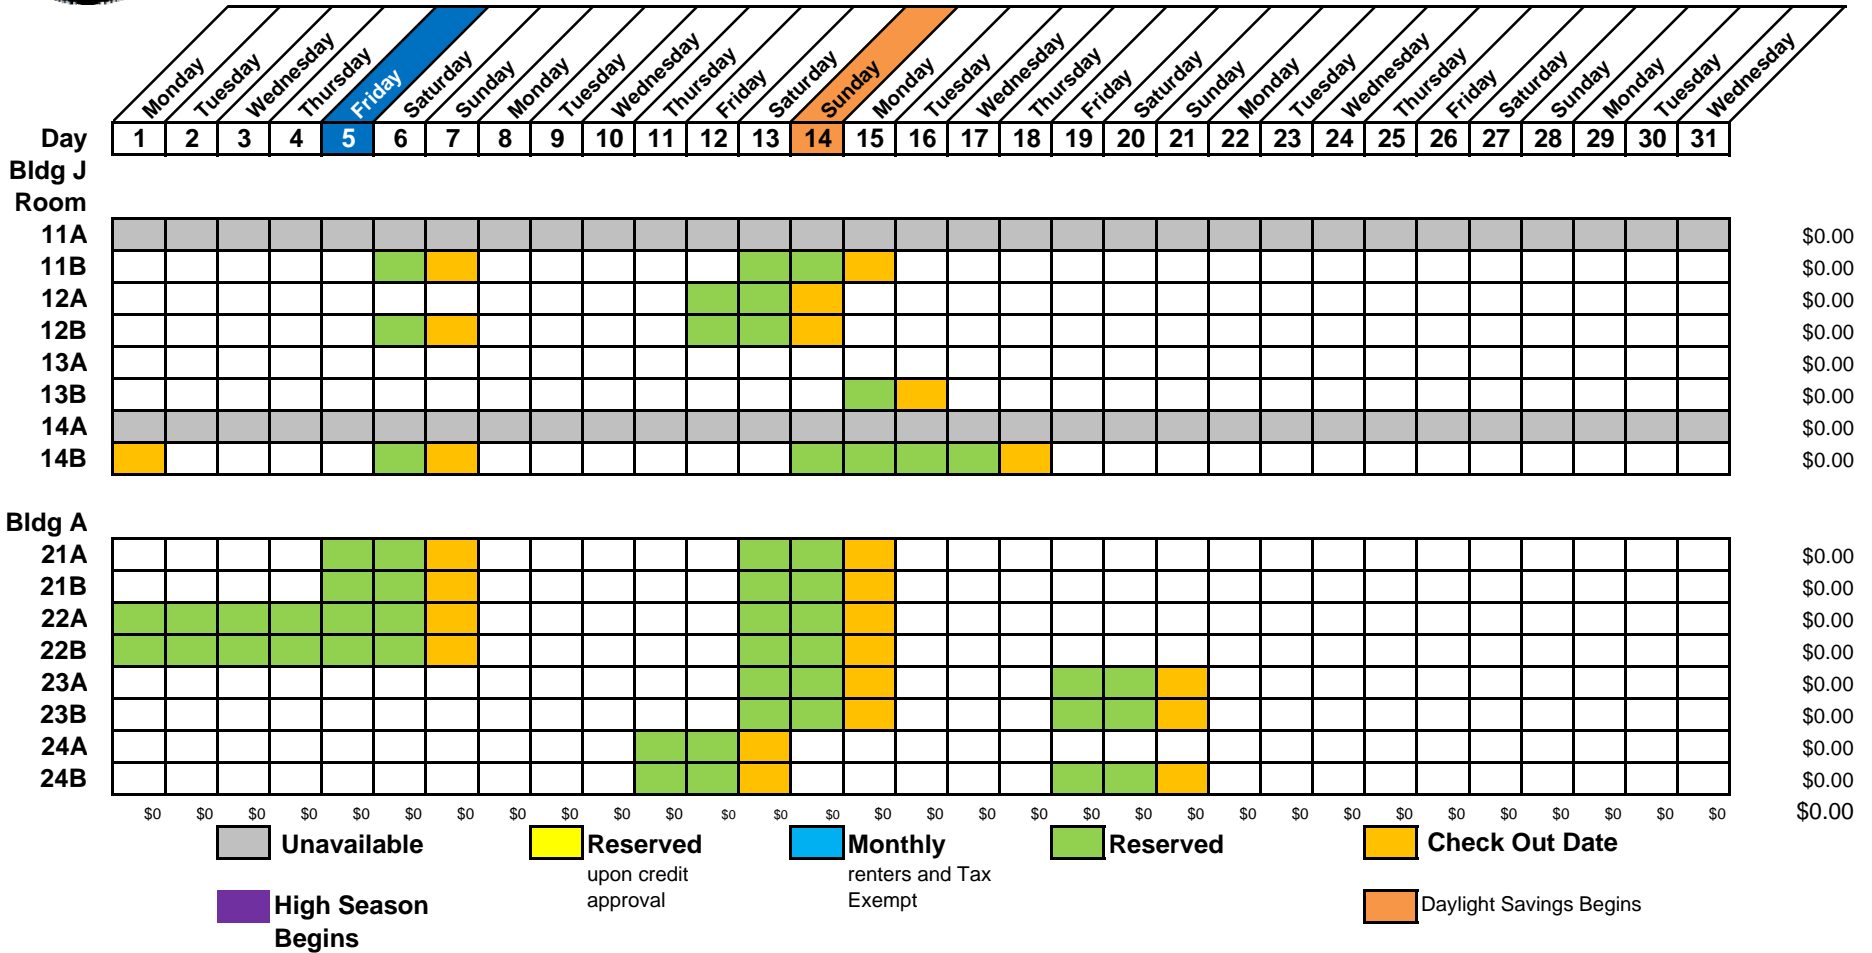 Monday Tuesday Wednesday Thursday Friday Saturday Sunday Monday Tuesday Wednesday Thursday Friday Saturday Sunday Monday Tuesday Wednesday Thursday Friday Saturday Sunday Monday Tuesday Wednesday Thursday Friday Saturday Sunday Monday Tuesday Wednesday
Day 1 2 3 4 5 6 7 8 9 10 11 12 13 14 15 16 17 18 19 20 21 22 23 24 25 26 27 28 29 30 31
Bldg J
Room
11A $0.00
11B $0.00
12A $0.00
12B $0.00
13A $0.00
13B $0.00
14A $0.00
14B $0.00
Bldg A
21A $0.00
21B $0.00
22A $0.00
22B $0.00
23A $0.00
23B $0.00
24A $0.00
24B $0.00
$0 $0 $0 $0 $0 $0 $0 $0 $0 $0 $0 $0 $0 $0 $0 $0 $0 $0 $0 $0 $0 $0 $0 $0 $0 $0 $0 $0 $0 $0 $0 $0.00
Unavailable Reserved Monthly Reserved Check Out Date
upon credit renters and Tax
approval Exempt
High Season Daylight Savings Begins
Begins